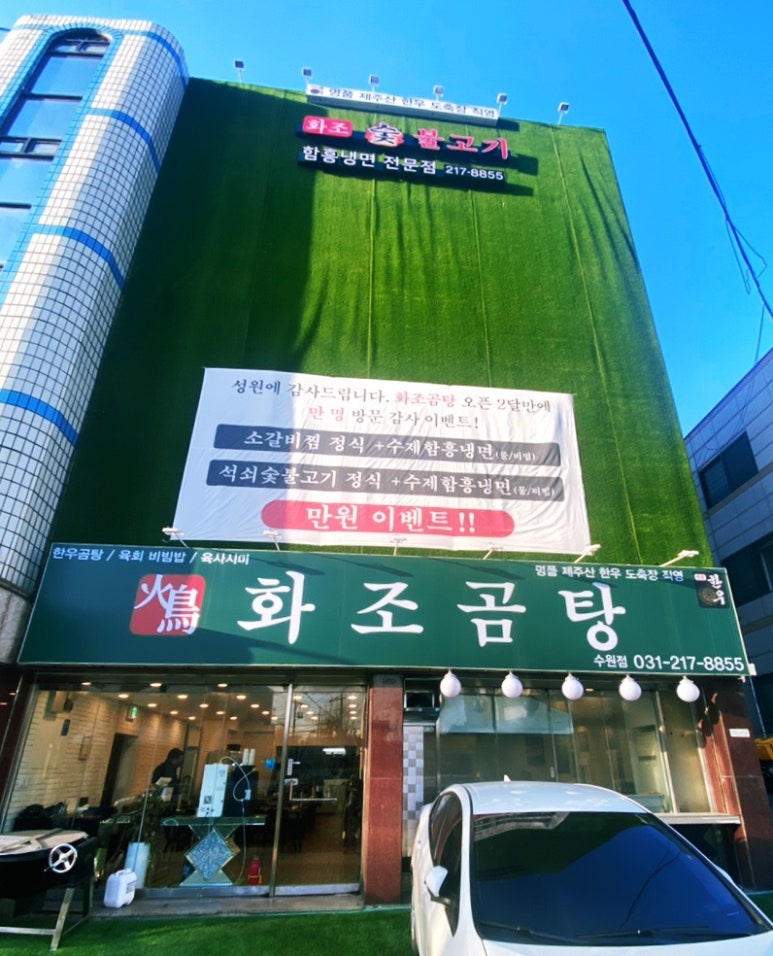 명품 제주산 한우 도축장 직영
화조 숯 불고기
함흥냉면 전문점 217-8855
성원에 감사드립니다. 화조곰탕 오픈 2달만에
만 명 방문 감사 이벤트!
소갈비찜 정식 +수제함흥냉면(물/비빔)
석쇠숯불고기 정식 +수제함흥냉면(물/비빔)
만원 이벤트!!
한우곰탕 / 육회 비빔밥 / 육사시미
명품 제주산 한우 도축장 직영
한우
火鳥 화조곰탕
수원점 031-217-8855